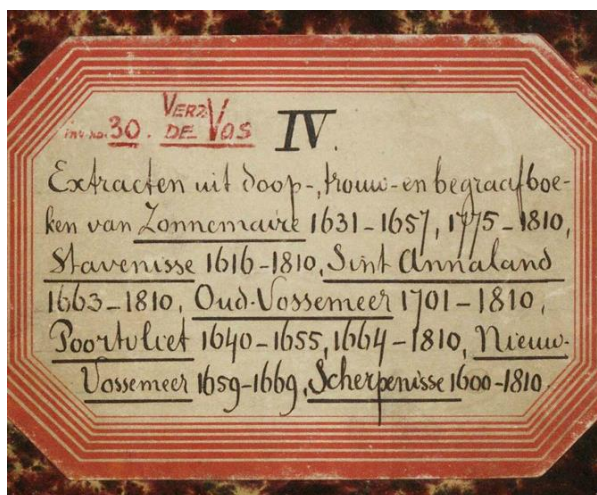 inv. no. 30. VERZ. DE VOS
IV.
Extracten uit doop-, trouw- en begraafboe-
ken van Zonnemaire 1631-1657, 1775-1810,
Stavenisse 1616-1810, Sint Annaland
1663-1810, Oud-Vossemeer 1701-1810,
Poortvliet 1640-1655, 1664-1810, Nieuw-
Vossemeer 1659-1669, Scherpenisse 1600-1810.